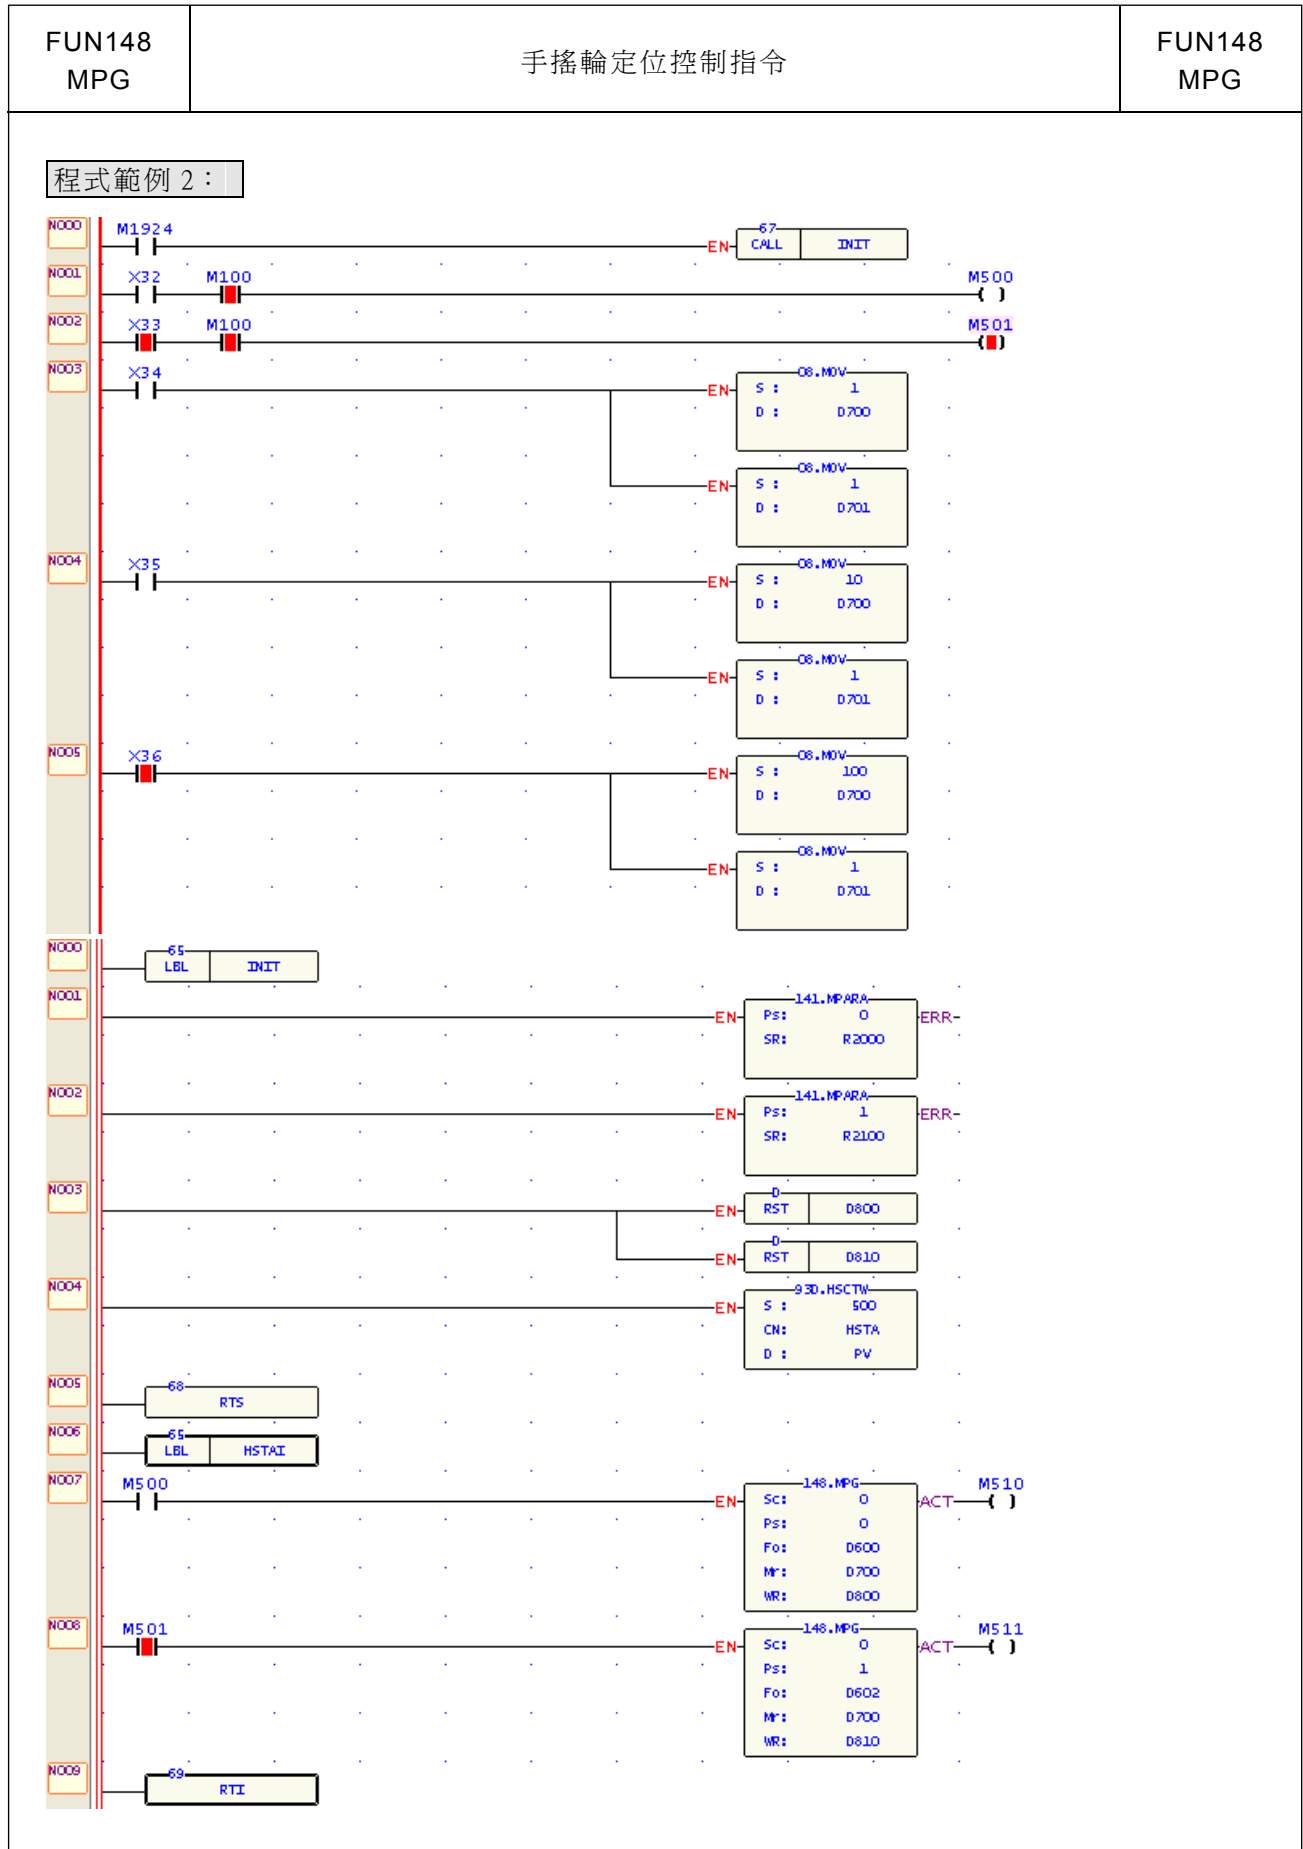 FUN148
MPG
手搖輪定位控制指令
FUN148
MPG
程式範例 2：
N000
M1924
EN
67
CALL INIT
N001
X32 M100 M500
N002
X33 M100 M501
N003
X34
EN
08.MOV
S : 1
D : D700
EN
08.MOV
S : 1
D : D701
N004
X35
EN
08.MOV
S : 10
D : D700
EN
08.MOV
S : 1
D : D701
N005
X36
EN
08.MOV
S : 100
D : D700
EN
08.MOV
S : 1
D : D701
N000
65
LBL INIT
N001
EN
141.MPARA
Ps: 0
SR: R2000
ERR
N002
EN
141.MPARA
Ps: 1
SR: R2100
ERR
N003
EN
D
RST D800
EN
D
RST D810
N004
EN
93D.HSCTW
S : 500
CN: HSTA
D : PV
N005
68
RTS
N006
65
LBL HSTAI
N007
M500
EN
148.MPG
Sc: 0
Ps: 0
Fo: D600
Mr: D700
WR: D800
ACT
M510
N008
M501
EN
148.MPG
Sc: 0
Ps: 1
Fo: D602
Mr: D700
WR: D810
ACT
M511
N009
69
RTI